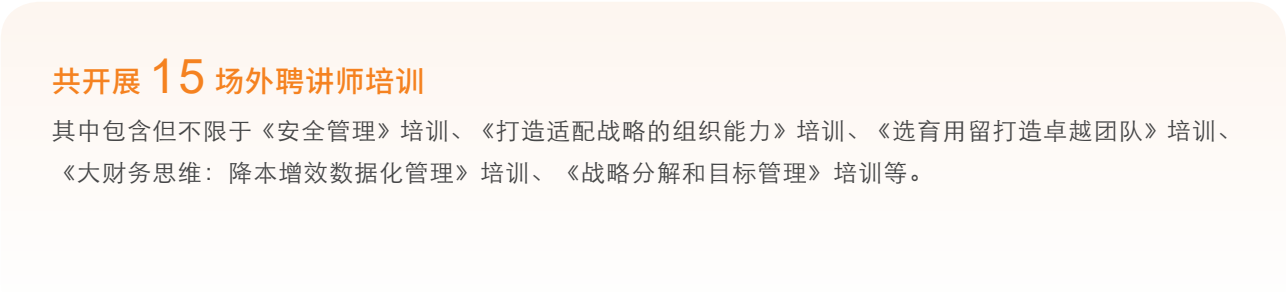 共开展 15 场外聘讲师培训
其中包含但不限于《安全管理》培训、《打造适配战略的组织能力》培训、《选育用留打造卓越团队》培训、
《大财务思维：降本增效数据化管理》培训、《战略分解和目标管理》培训等。